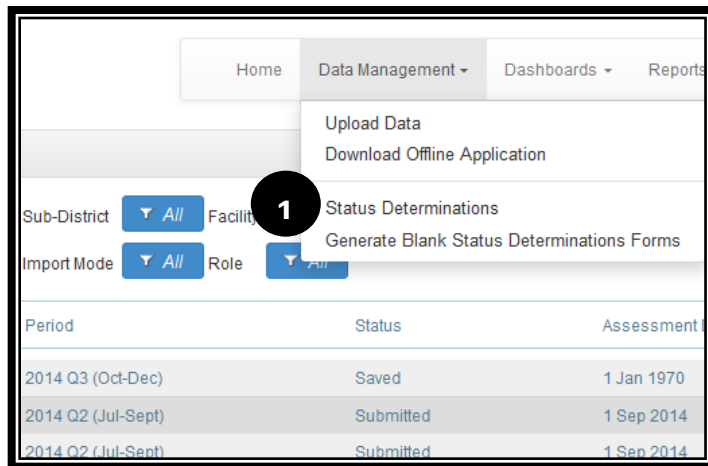 Home Data Management Dashboards Reports
Upload Data
Download Offline Application
Sub-District All Facility 1 Status Determinations
Generate Blank Status Determinations Forms
Import Mode All Role All
Period Status Assessment
2014 Q3 (Oct-Dec) Saved 1 Jan 1970
2014 Q2 (Jul-Sept) Submitted 1 Sep 2014
2014 Q2 (Jul-Sept) Submitted 1 Sep 2014